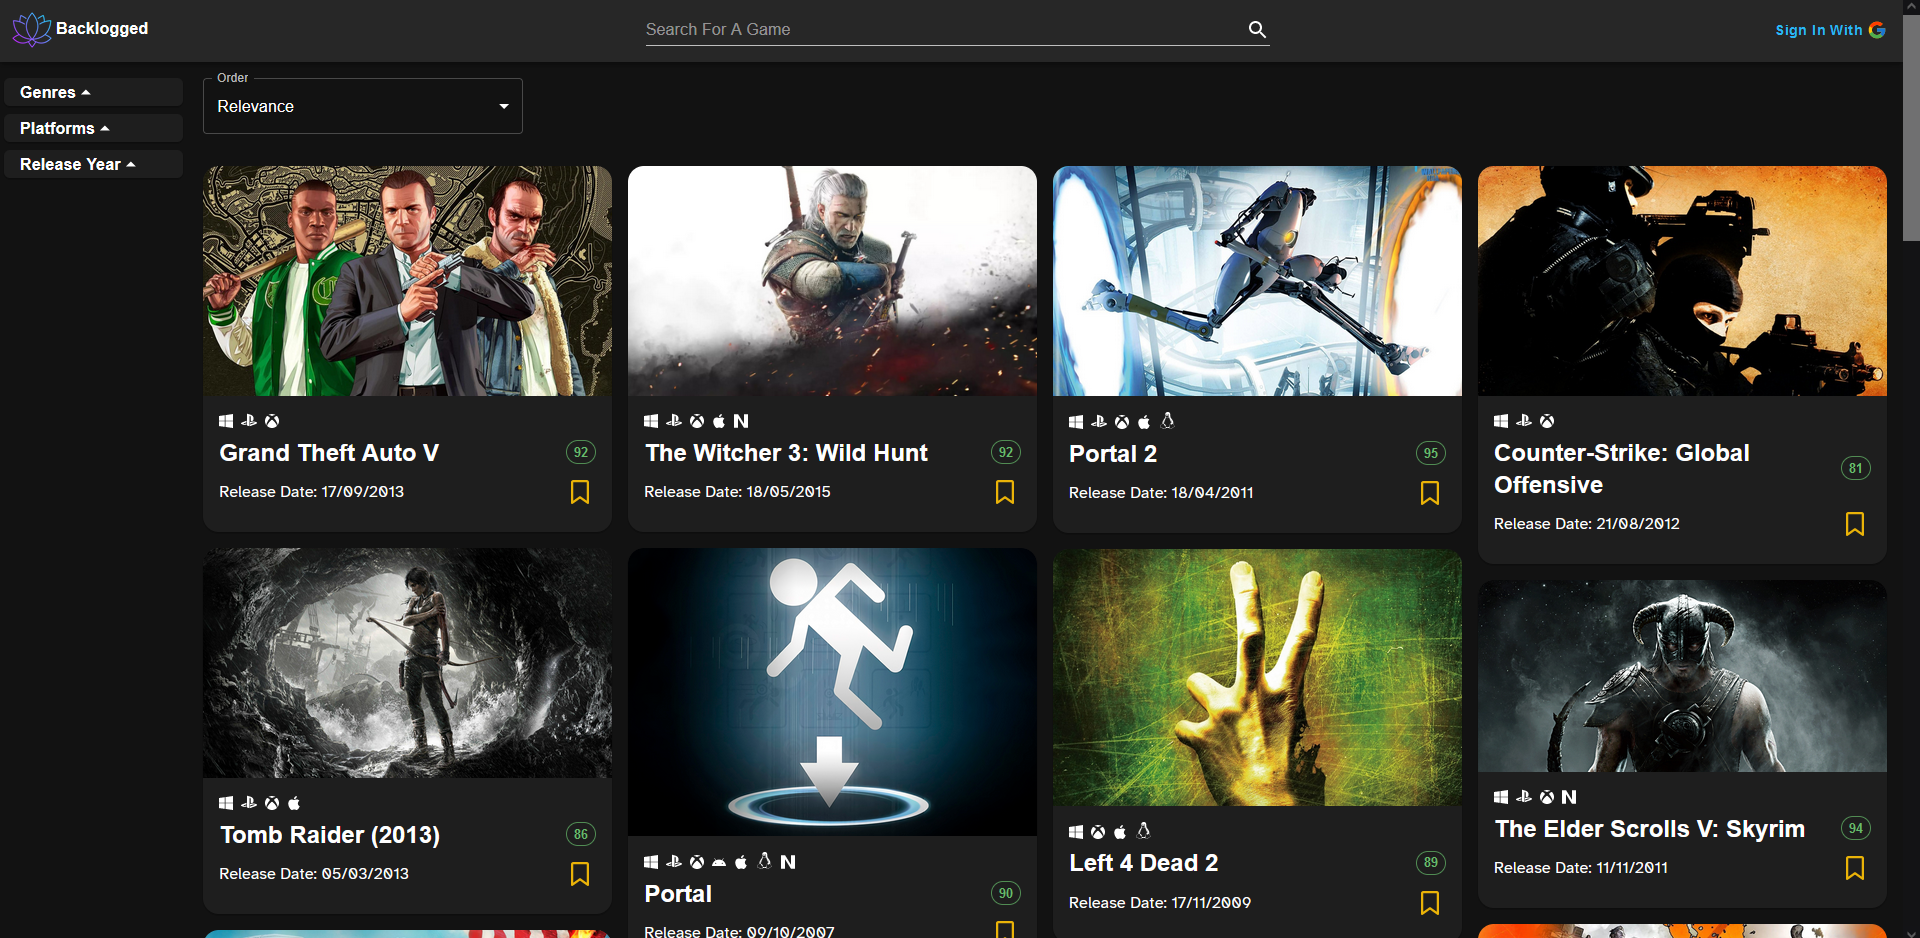 Backlogged
Search For A Game
Sign In With
Genres
Platforms
Release Year
Order
Relevance
Grand Theft Auto V
92
Release Date: 17/09/2013
The Witcher 3: Wild Hunt
92
Release Date: 18/05/2015
Portal 2
95
Release Date: 18/04/2011
Counter-Strike: Global
Offensive
81
Release Date: 21/08/2012
Tomb Raider (2013)
86
Release Date: 05/03/2013
Portal
90
Release Date: 09/10/2007
Left 4 Dead 2
89
Release Date: 17/11/2009
The Elder Scrolls V: Skyrim
94
Release Date: 11/11/2011